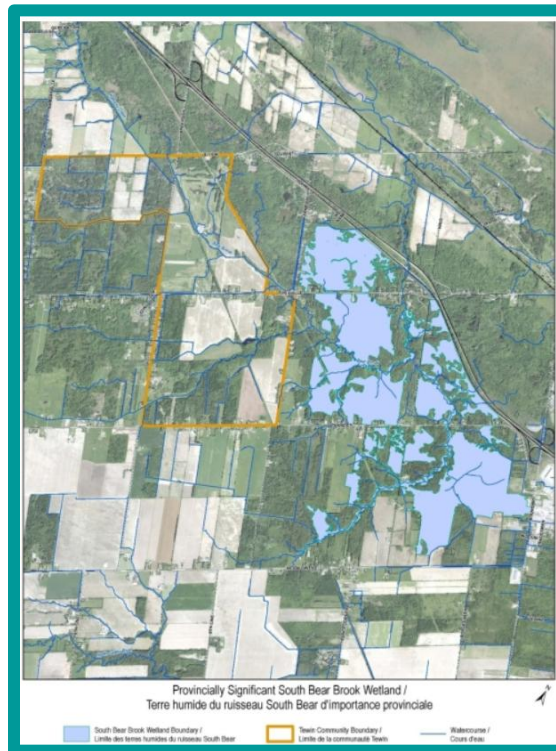 Provincially Significant South Bear Brook Wetland /
Terre humide du ruisseau South Bear d'importance provinciale
South Bear Brook Wetland Boundary /
Limite des terres humides du ruisseau South Bear
Tewin Community Boundary /
Limite de la communauté Tewin
Watercourse /
Cours d'eau